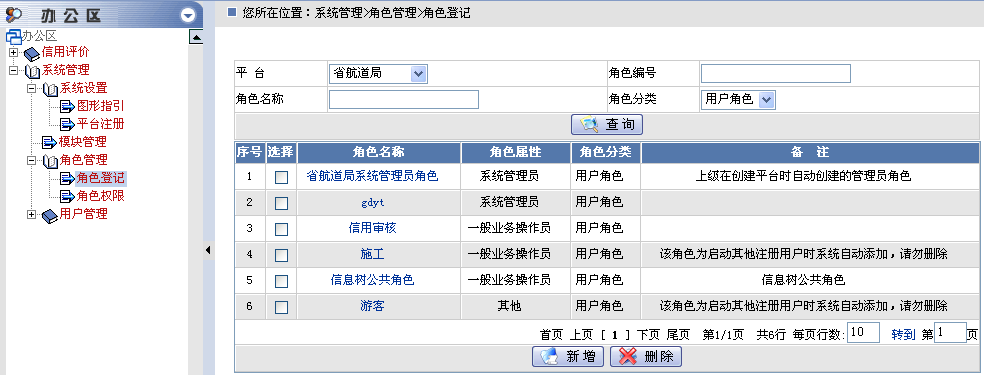 办公区
办公区
信用评价
系统管理
系统设置
图形指引
平台注册
模块管理
角色管理
角色登记
角色权限
用户管理
您所在位置：系统管理>角色管理>角色登记
平 台 省航道局 角色编号
角色名称 角色分类 用户角色
查 询
序号 选择 角色名称 角色属性 角色分类 备 注
1 省航道局系统管理员角色 系统管理员 用户角色 上级在创建平台时自动创建的管理员角色
2 gdyt 系统管理员 用户角色
3 信用审核 一般业务操作员 用户角色
4 施工 一般业务操作员 用户角色 该角色为启动其他注册用户时系统自动添加，请勿删除
5 信息树公共角色 一般业务操作员 用户角色 信息树公共角色
6 游客 其他 用户角色 该角色为启动其他注册用户时系统自动添加，请勿删除
首页 上页 [ 1 ] 下页 尾页 第1/1页 共6行 每页行数:10 转到 第1页
新 增 删 除